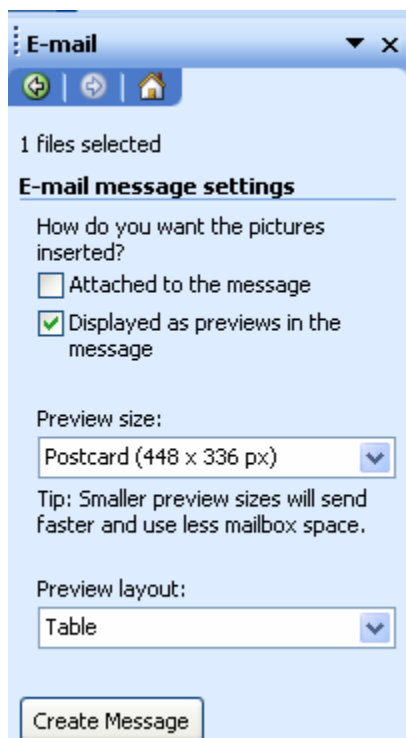 E-mail
1 files selected
E-mail message settings
How do you want the pictures
inserted?
Attached to the message
Displayed as previews in the
message
Preview size:
Postcard (448 x 336 px)
Tip: Smaller preview sizes will send
faster and use less mailbox space.
Preview layout:
Table
Create Message